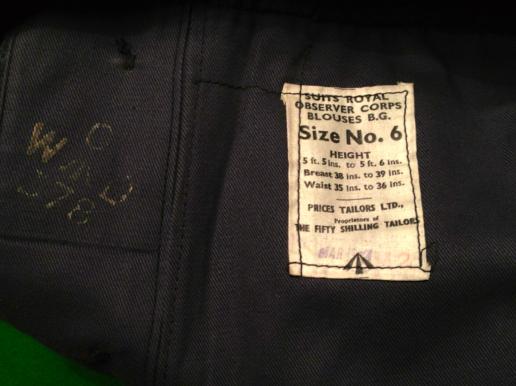 SUITS ROYAL
OBSERVER CORPS
BLOUSES B.G.
Size No. 6
HEIGHT
5 ft. 5 ins. to 5 ft. 6 ins.
Breast 38 ins. to 39 ins.
Waist 35 ins. to 36 ins.
PRICES TAILORS LTD.,
Proprietors of
THE FIFTY SHILLING TAILORS
MAR
C
W